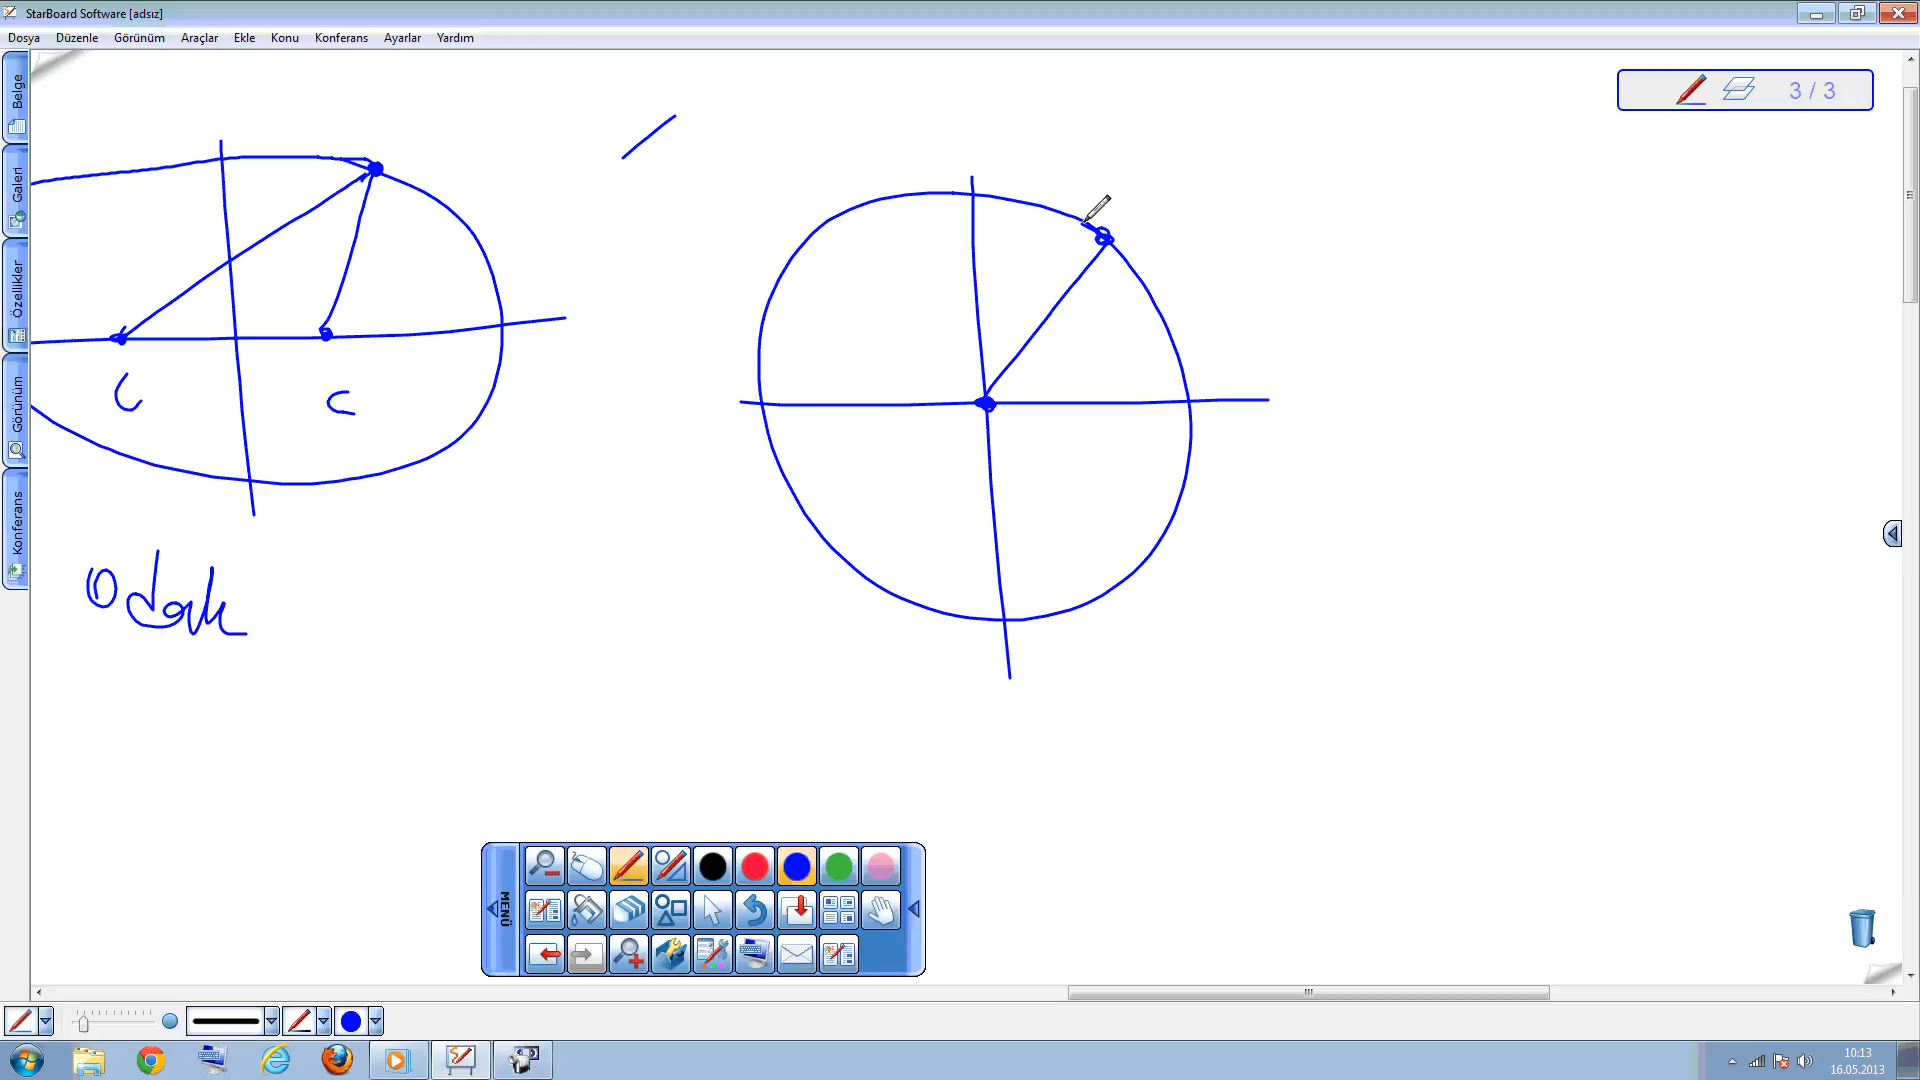 StarBoard Software [adsız]
Dosya Düzenle Görünüm Araçlar Ekle Konu Konferans Ayarlar Yardım
Belge
Galeri
Özellikler
Görünüm
Konferans
3 / 3
c
Odak
MENÜ
10:13
16.05.2013